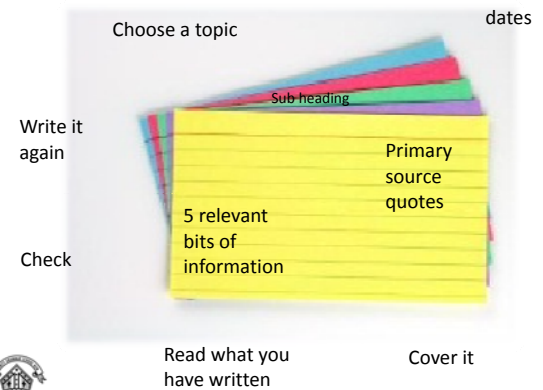 Choose a topic
dates
Sub heading
Write it
again
Primary
source
quotes
5 relevant
bits of
information
Check
Read what you
have written
Cover it